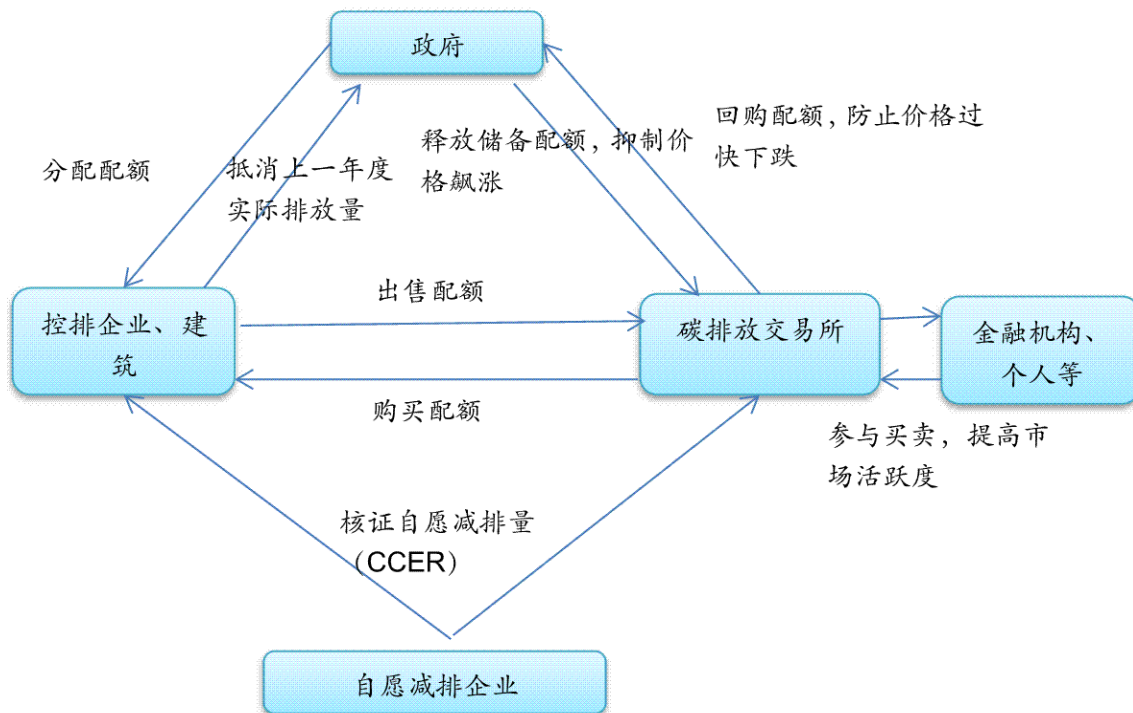 政府
回购配额，防止价格过
快下跌
释放储备配额，抑制价
格飙涨
分配配额
抵消上一年度
实际排放量
出售配额
控排企业、建
筑
碳排放交易所
金融机构、
个人等
购买配额
参与买卖，提高市
场活跃度
核证自愿减排量
（CCER）
自愿减排企业